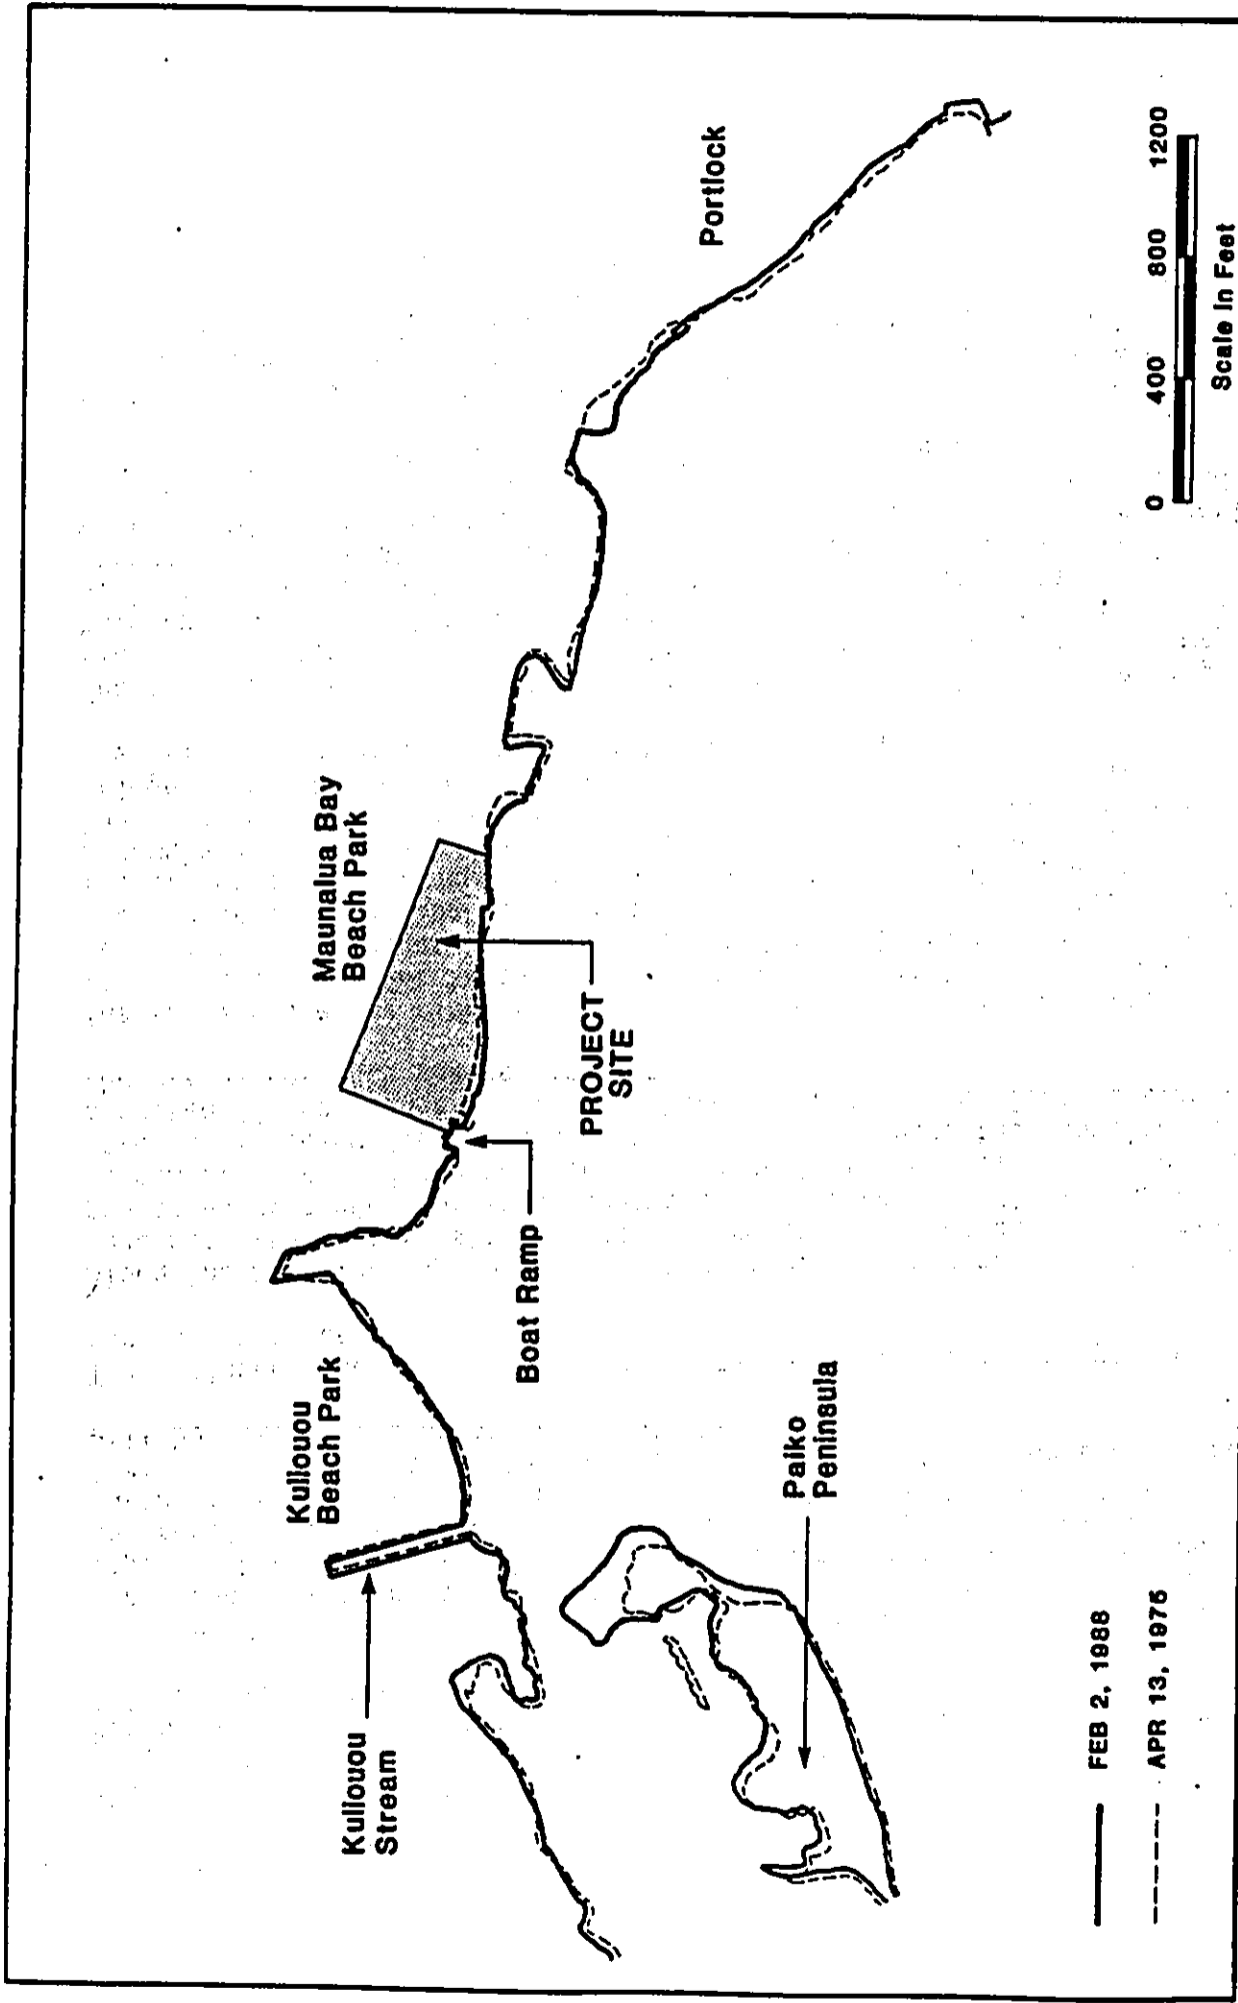 Kuliouou
Stream
Kuliouou
Beach Park
Maunalua Bay
Beach Park
Boat Ramp
PROJECT
SITE
Portlock
Paiko
Peninsula
FEB 2, 1988
APR 13, 1976
0 400 800 1200
Scale In Feet